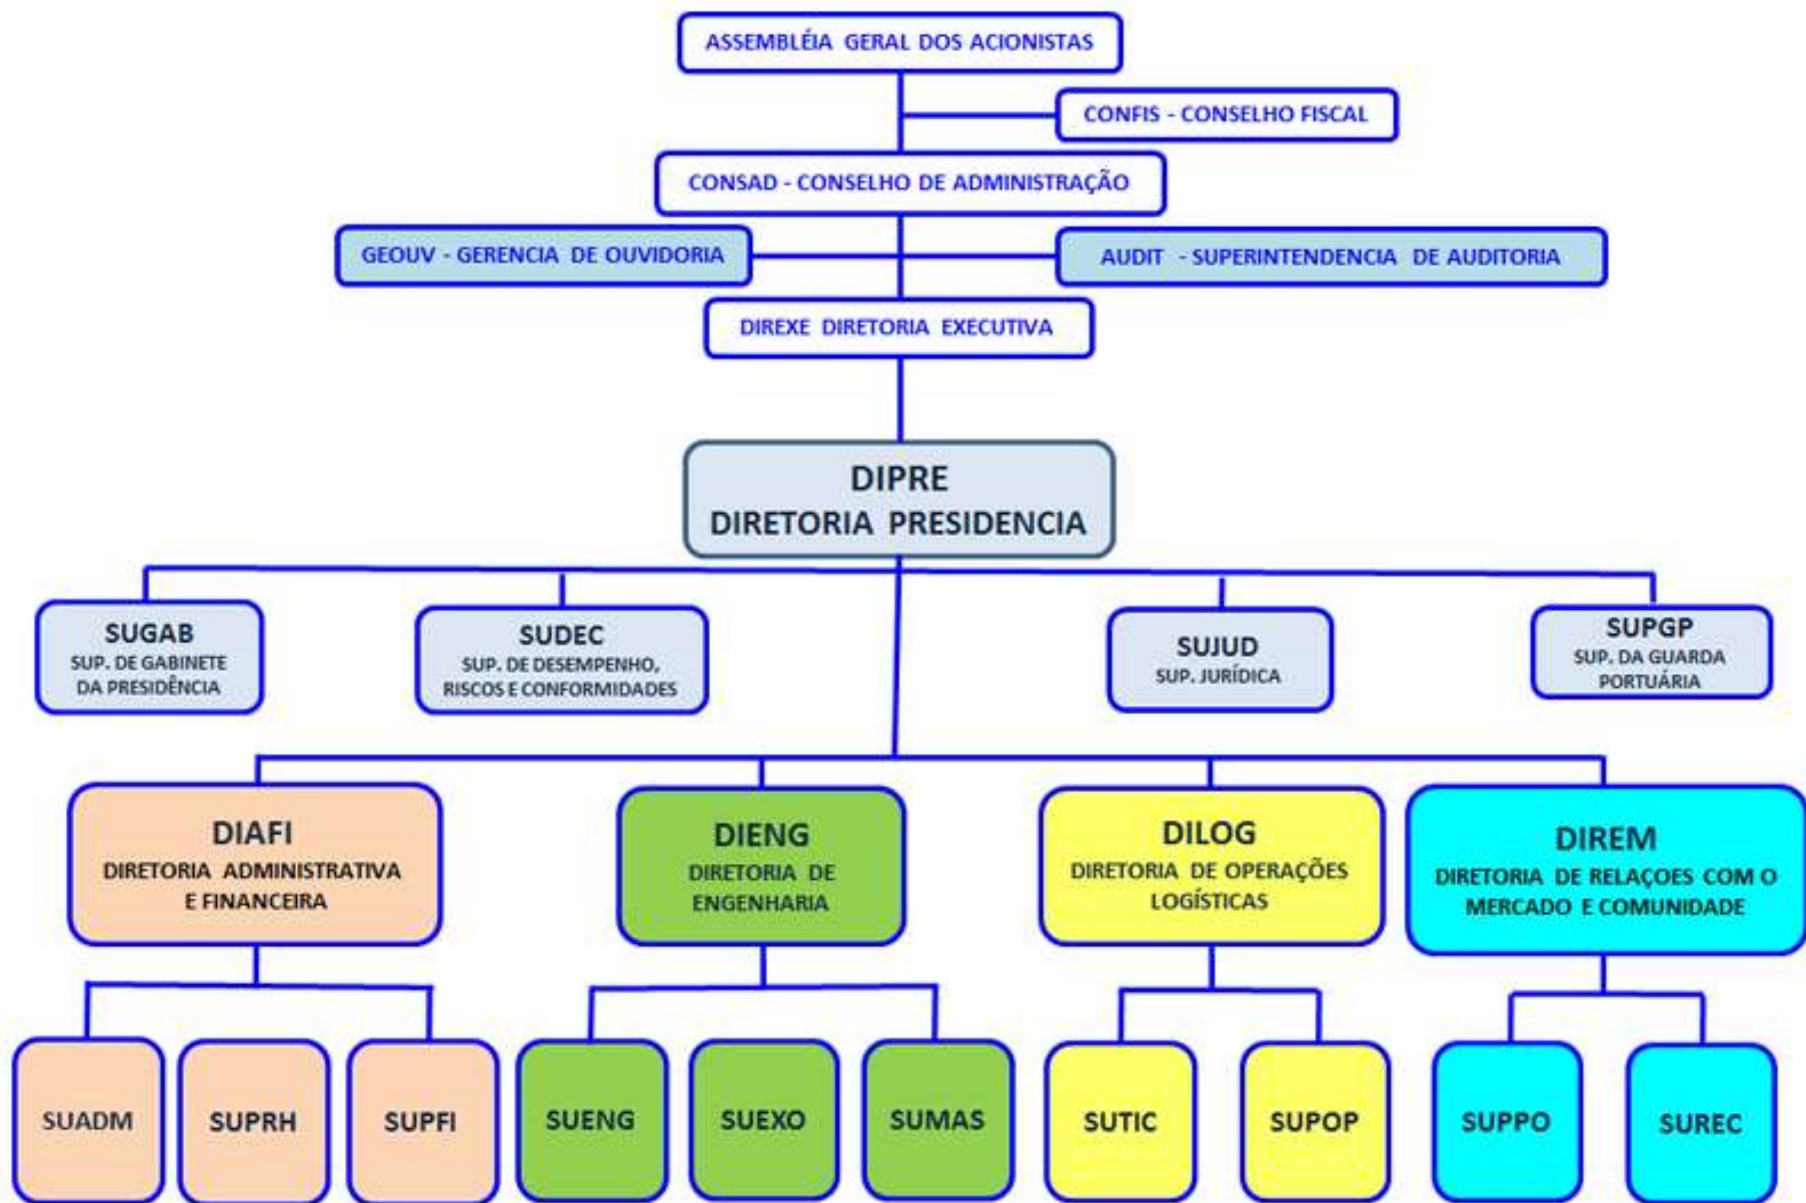 ASSEMBLÉIA GERAL DOS ACIONISTAS
CONFIS - CONSELHO FISCAL
CONSAD - CONSELHO DE ADMINISTRAÇÃO
GEOUV - GERENCIA DE OUVIDORIA
AUDIT - SUPERINTENDENCIA DE AUDITORIA
DIREXE DIRETORIA EXECUTIVA
DIPRE
DIRETORIA PRESIDENCIA
SUGAB
SUP. DE GABINETE
DA PRESIDÊNCIA
SUDEC
SUP. DE DESEMPENHO,
RISCOS E CONFORMIDADES
SUJUD
SUP. JURÍDICA
SUPGP
SUP. DA GUARDA
PORTUÁRIA
DIAFI
DIRETORIA ADMINISTRATIVA
E FINANCEIRA
DIENG
DIRETORIA DE
ENGENHARIA
DILOG
DIRETORIA DE OPERAÇÕES
LOGÍSTICAS
DIREM
DIRETORIA DE RELAÇOES COM O
MERCADO E COMUNIDADE
SUADM
SUPRH
SUPFI
SUENG
SUEXO
SUMAS
SUTIC
SUPOP
SUPPO
SUREC